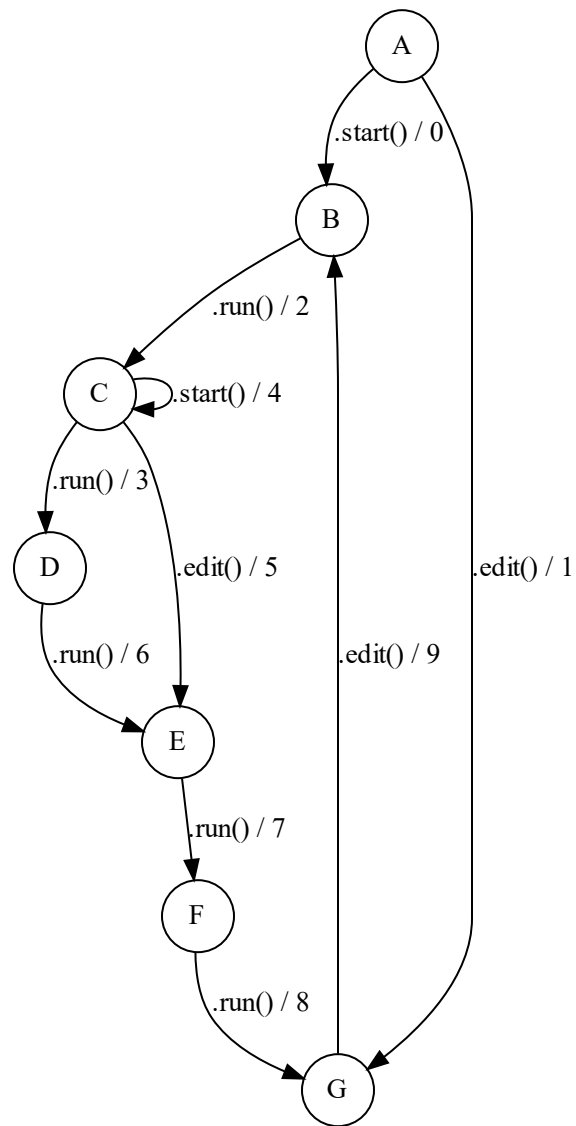 A
.start() / 0
B
.run() / 2
C
.start() / 4
.run() / 3
D
.edit() / 5
.edit() / 1
.run() / 6
.edit() / 9
E
.run() / 7
F
.run() / 8
G